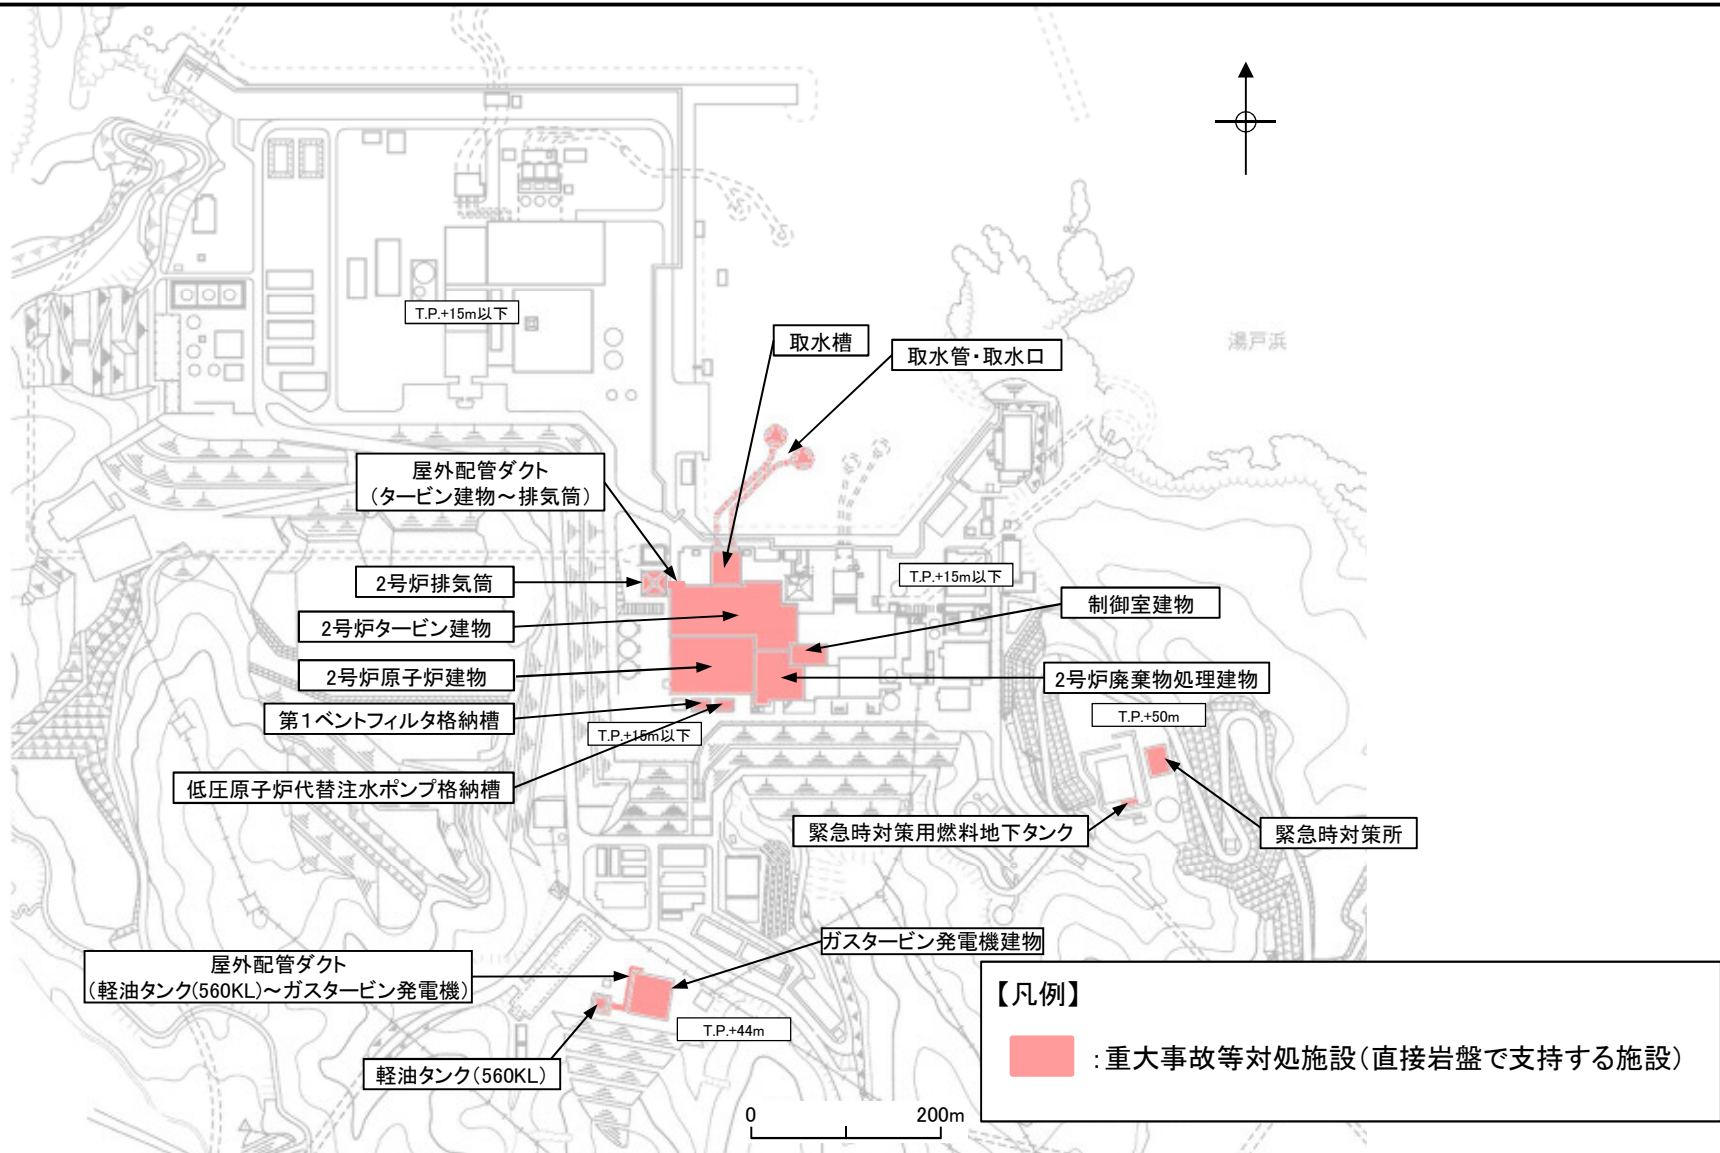 T.P.+15m以下
取水槽
湯戸浜
取水管・取水口
屋外配管ダクト
（タービン建物～排気筒）
2号炉排気筒
T.P.+15m以下
制御室建物
2号炉タービン建物
2号炉原子炉建物
2号炉廃棄物処理建物
第１ベントフィルタ格納槽
T.P.+50m
T.P.+15m以下
低圧原子炉代替注水ポンプ格納槽
緊急時対策用燃料地下タンク
緊急時対策所
ガスタービン発電機建物
屋外配管ダクト
（軽油タンク（560KL）～ガスタービン発電機）
T.P.+44m
軽油タンク（560KL）
【凡例】
：重大事故等対処施設（直接岩盤で支持する施設）
0 200m